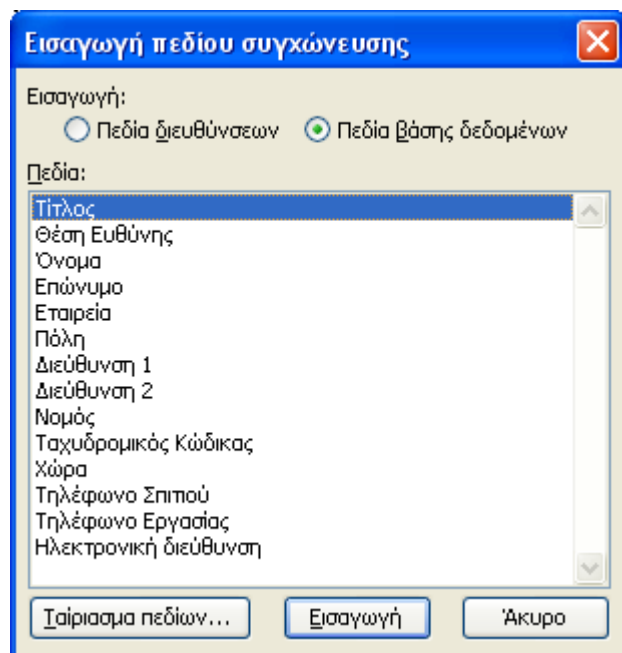 Εισαγωγή πεδίου συγχώνευσης
Εισαγωγή:
Πεδία διευθύνσεων Πεδία βάσης δεδομένων
Πεδία:
Τίτλος
Θέση Ευθύνης
Όνομα
Επώνυμο
Εταιρεία
Πόλη
Διεύθυνση 1
Διεύθυνση 2
Νομός
Ταχυδρομικός Κώδικας
Χώρα
Τηλέφωνο Σπιτιού
Τηλέφωνο Εργασίας
Ηλεκτρονική διεύθυνση
Ταίριασμα πεδίων... Εισαγωγή Άκυρο